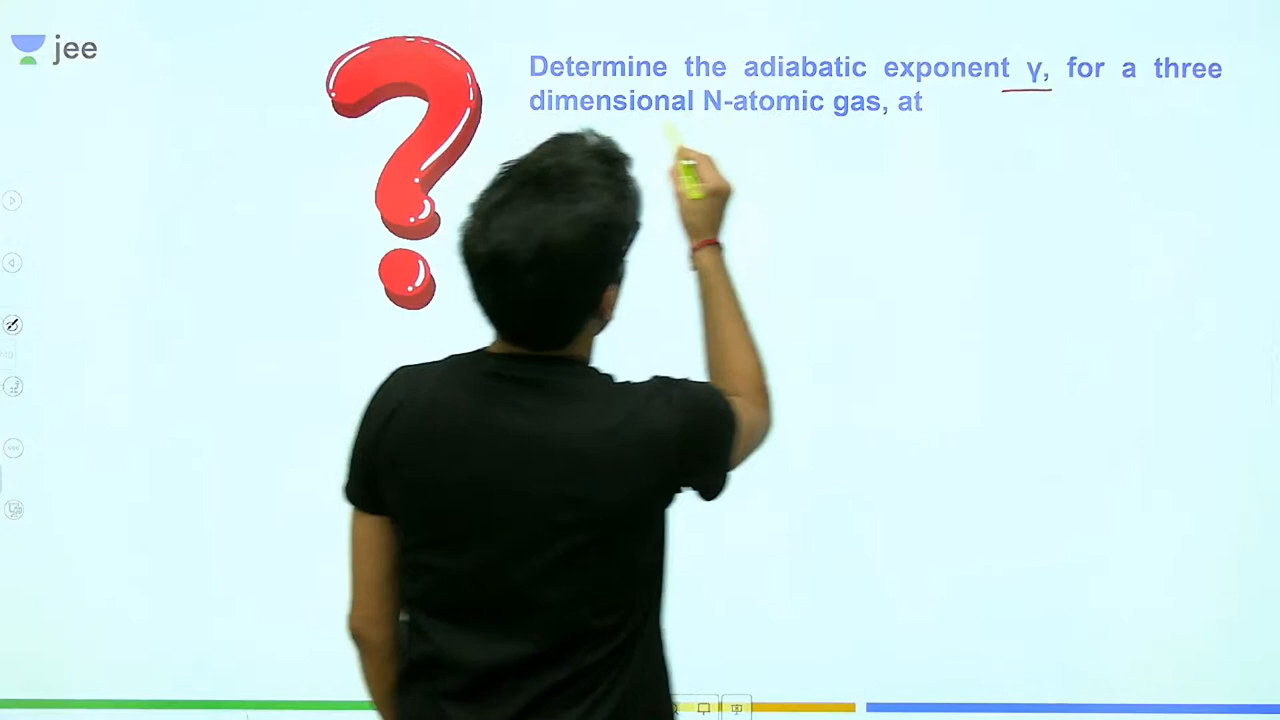 jee
Determine the adiabatic exponent γ, for a three
dimensional N-atomic gas, at